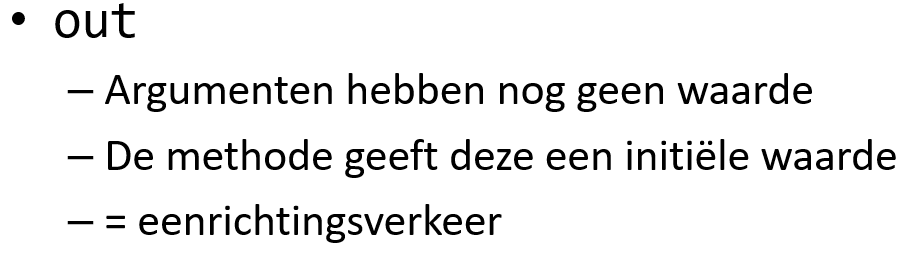 • out
– Argumenten hebben nog geen waarde
– De methode geeft deze een initiële waarde
– = eenrichtingsverkeer